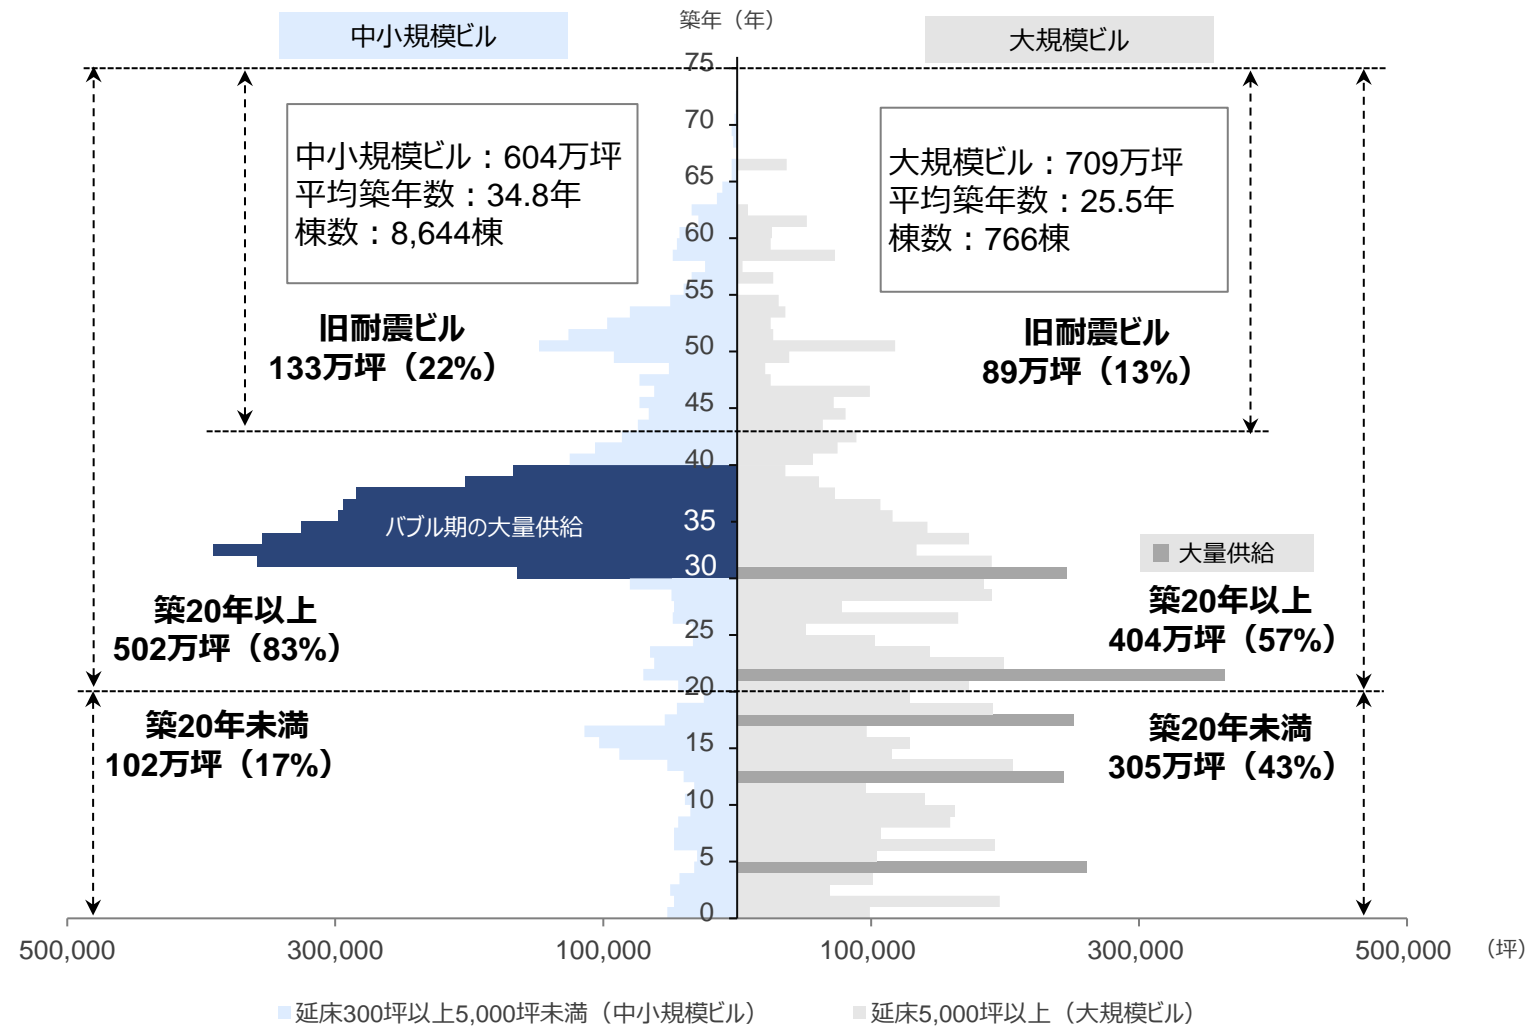 築年（年）
中小規模ビル
大規模ビル
75
70
65
60
55
50
45
40
35
30
25
20
15
10
5
0
中小規模ビル：604万坪
平均築年数：34.8年
棟数：8,644棟
大規模ビル：709万坪
平均築年数：25.5年
棟数：766棟
旧耐震ビル
133万坪（22%）
旧耐震ビル
89万坪（13%）
バブル期の大量供給
大量供給
築20年以上
502万坪（83%）
築20年以上
404万坪（57%）
築20年未満
102万坪（17%）
築20年未満
305万坪（43%）
500,000
300,000
100,000
100,000
300,000
500,000
（坪）
延床300坪以上5,000坪未満（中小規模ビル）
延床5,000坪以上（大規模ビル）